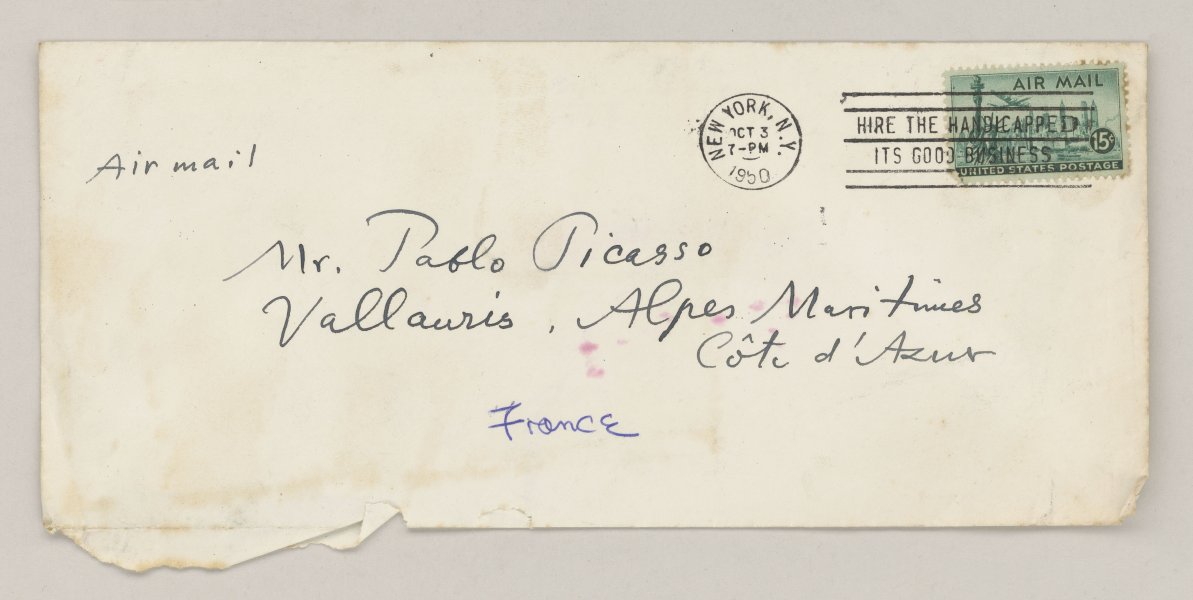 AIR MAIL
NEW YORK, N.Y.
OCT 3
7-PM
1950
HIRE THE HANDICAPPED
ITS GOOD BUSINESS
15¢
UNITED STATES POSTAGE
Air mail
Mr. Pablo Picasso
Vallauris, Alpes Maritimes
Côte d'Azur
France